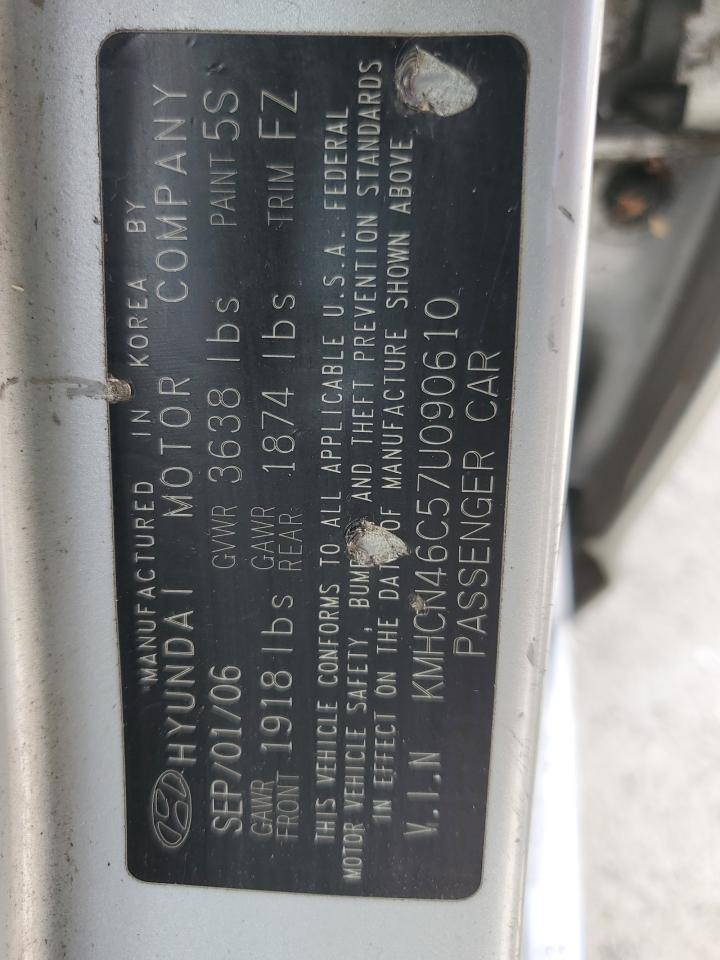 MANUFACTURED IN KOREA BY
HYUNDAI MOTOR COMPANY
SEP/01/06 GVWR 3638 lbs PAINT 5S
GAWR FRONT 1918 lbs GAWR REAR: 1874 lbs TRIM FZ
THIS VEHICLE CONFORMS TO ALL APPLICABLE U.S.A. FEDERAL
MOTOR VEHICLE SAFETY, BUMP AND THEFT PREVENTION STANDARDS
IN EFFECT ON THE DAT OF MANUFACTURE SHOWN ABOVE
V.I.N KMHCN46C57U090610
PASSENGER CAR